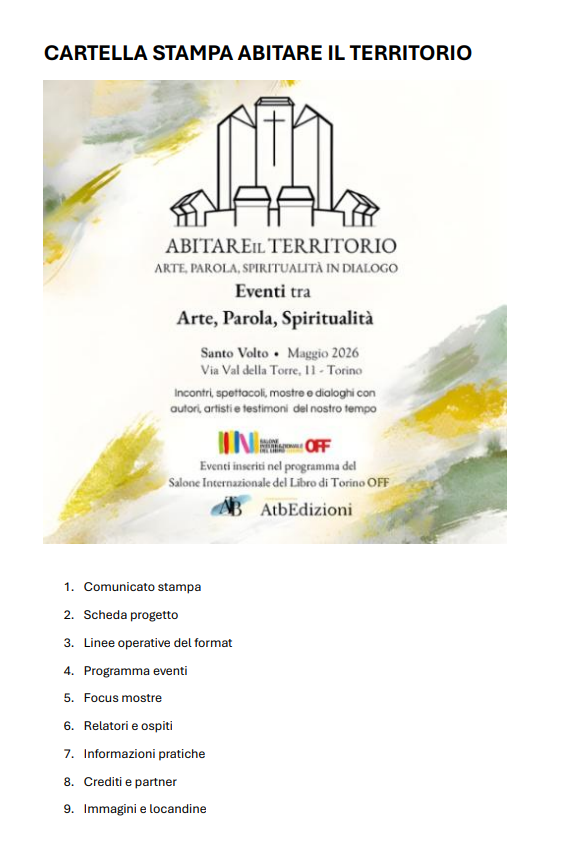 CARTELLA STAMPA ABITARE IL TERRITORIO
ABITARE IL TERRITORIO
ARTE, PAROLA, SPIRITUALITÀ IN DIALOGO
Eventi tra
Arte, Parola, Spiritualità
Santo Volto • Maggio 2026
Via Val della Torre, 11 - Torino
Incontri, spettacoli, mostre e dialoghi con
autori, artisti e testimoni del nostro tempo
SALONE
INTERNAZIONALE
DEL LIBRO
OFF
Eventi inseriti nel programma del
Salone Internazionale del Libro di Torino OFF
AtB AtbEdizioni
1. Comunicato stampa
2. Scheda progetto
3. Linee operative del format
4. Programma eventi
5. Focus mostre
6. Relatori e ospiti
7. Informazioni pratiche
8. Crediti e partner
9. Immagini e locandine